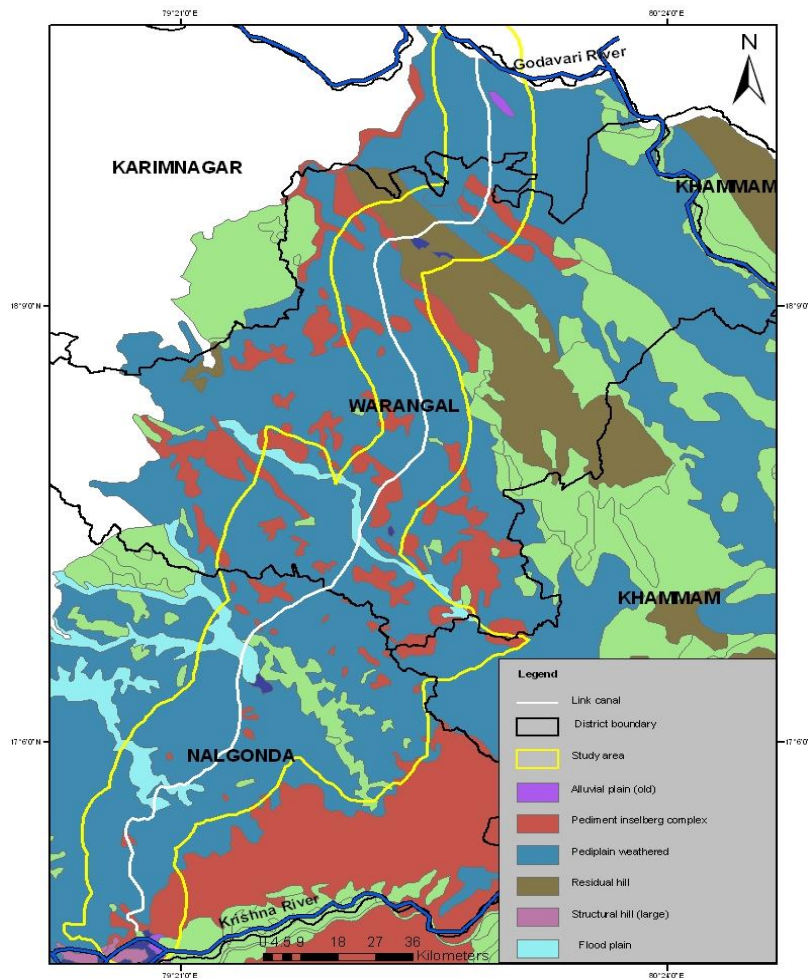 79°21'0"E
80°24'0"E
N
Godavari River
KARIMNAGAR
KHAMMAM
18°9'0"N
18°9'0"N
WARANGAL
KHAMMAM
17°6'0"N
17°6'0"N
NALGONDA
Legend
Link canal
District boundary
Study area
Alluvial plain (old)
Pediment inselberg complex
Pediplain weathered
Residual hill
Structural hill (large)
Flood plain
Krishna River
0 4.5 9 18 27 36
Kilometers
79°21'0"E
80°24'0"E